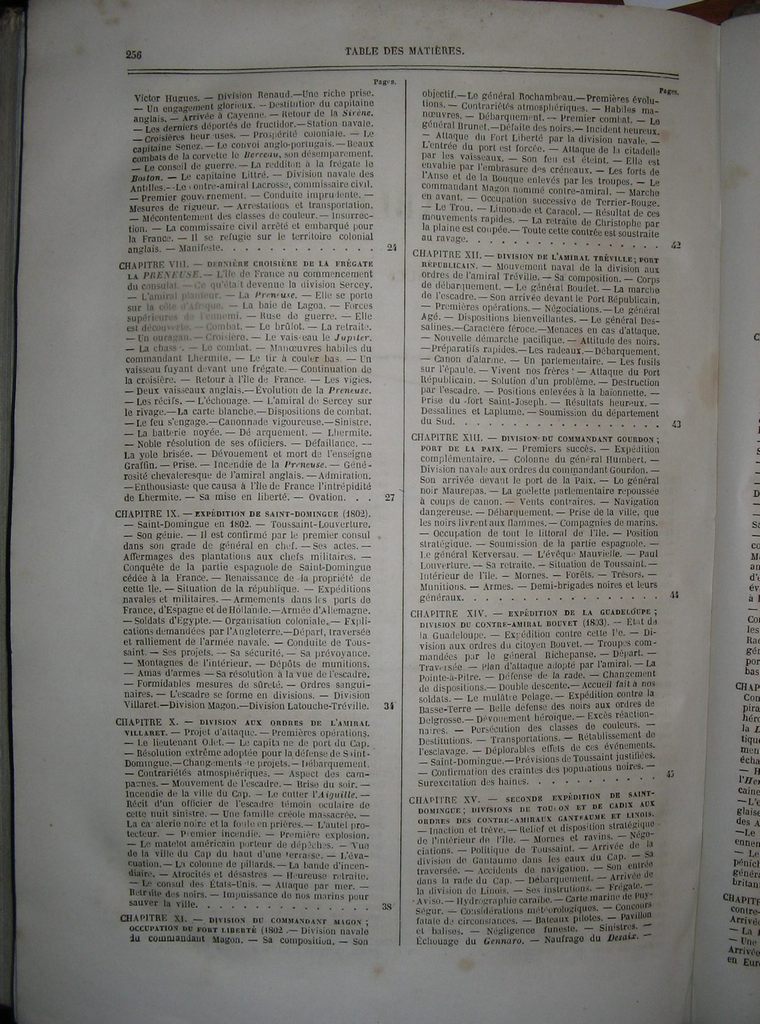 256
TABLE DES MATIÈRES.
Pages.
Victor Hugues. — Division Renaud.—Une riche prise.
— Un engagement glorieux. — Destitution du capitaine
anglais. — Arrivée à Cayenne. — Retour de la Sirène.
— Les derniers déportés de fructidor.—Station navale.
— Croisières heureuses. — Prospérité coloniale. — Le
capitaine Senez. — Le convoi anglo-portugais. — Beaux
combats de la corvette le Berceau, son désemparement.
— Le conseil de guerre. — La reddition à la frégate la
Boston. — Le capitaine Littré. — Division navale des
Antilles. — Le contre-amiral Lacrosse, commissaire civil.
— Premier gouvernement. — Conduite imprudente. —
Mesures de rigueur. — Arrestations et transportation.
— Mécontentement des classes de couleur. — Insurrec-
tion. — La commissaire civil arrêté et embarqué pour
la France. — Il se refugie sur le territoire colonial
anglais. — Manifeste. . . . . . . . . . . . . 24
CHAPITRE VIII. — DERNIÈRE CROISIÈRE DE LA FRÉGATE
LA PRENEUSE. — L'île de France au commencement
du consulat. — Ce qu'était devenue la division Sercey.
— L'amiral planteur. — La Preneuse. — Elle se porte
sur la côte d'Afrique. — La baie de Lagoa. — Forces
supérieures de l'ennemi. — Ruse de guerre. — Elle
est découverte. — Combat. — Le brûlot. — La retraite.
— Un ouragan. — Croisière. — Le vaisseau le Jupiter.
— La chasse. — Le combat. — Manœuvres habiles du
commandant Lhermite. — Le tir à couler bas. — Un
vaisseau fuyant devant une frégate. — Continuation de
la croisière. — Retour à l'île de France. — Les vigies.
— Deux vaisseaux anglais.—Évolution de la Preneuse.
— Les récifs. — L'échouage. — L'amiral de Sercey sur
le rivage.—La carte blanche.—Dispositions de combat.
— Le feu s'engage.—Canonnade vigoureuse.—Sinistre.
— La batterie noyée. — Débarquement. — Lhermite.
— Noble résolution de ses officiers. — Défaillance. —
La yole brisée. — Dévouement et mort de l'enseigne
Graffin. — Prise. — Incendie de la Preneuse. — Géné-
rosité chevaleresque de l'amiral anglais. — Admiration.
—Enthousiasme que causa à l'île de France l'intrépidité
de Lhermite. — Sa mise en liberté. — Ovation. . . 27
CHAPITRE IX. — EXPÉDITION DE SAINT-DOMINGUE (1802).
— Saint-Domingue en 1802. — Toussaint-Louverture.
— Son génie. — Il est confirmé par le premier consul
dans son grade de général en chef. — Ses actes. —
Affermages des plantations aux chefs militaires. —
Conquête de la partie espagnole de Saint-Domingue
cédée à la France. — Renaissance de la propriété de
cette île. — Situation de la république. — Expéditions
navales et militaires. — Armements dans les ports de
France, d'Espagne et de Hollande.—Armée d'Allemagne.
— Soldats d'Egypte. — Organisation coloniale. — Expli-
cations demandées par l'Angleterre.—Départ, traversée
et ralliement de l'armée navale. — Conduite de Tous-
saint. — Ses projets. — Sa sécurité. — Sa prévoyance.
— Montagnes de l'intérieur. — Dépôts de munitions.
— Amas d'armes — Sa résolution à la vue de l'escadre.
— Formidables mesures de sûreté. — Ordres sangui-
naires. — L'escadre se forme en divisions. — Division
Villaret.—Division Magon.—Division Latouche-Tréville. 34
CHAPITRE X. — DIVISION AUX ORDRES DE L'AMIRAL
VILLARET. — Projet d'attaque. — Premières opérations.
— Le lieutenant — Le capitaine de port du Cap.
— Résolution extrême adoptée pour la défense de Saint-
Domingue.—Changements de projets. — Débarquement.
— Contrariétés atmosphériques. — Aspect des cam-
pagnes. — Mouvement de l'escadre. — Brise du soir. —
Incendie de la ville du Cap. — Le cutter l'Aiguille. —
Récit d'un officier de l'escadre témoin oculaire de
cette nuit sinistre. — Une famille créole massacrée. —
La cavalerie noire et la foule en prières.— L'autel pro-
tecteur. — Premier incendie. — Première explosion.
— Le matelot américain porteur de dépêches. — Vue
de la ville du Cap du haut d'une terrasse. — L'éva-
cuation. — La colonne de pillards. — La bande d'incen-
diaire. — Atrocités et désastres — Heureuse retraite.
— Le consul des États-Unis. — Attaque par mer. —
Retraite des noirs. — Impuissance de nos marins pour
sauver la ville. . . . . . . . . . . . . . . 38
CHAPITRE XI. — DIVISION DU COMMANDANT MAGON ;
OCCUPATION DU FORT LIBERTÉ (1802 .— Division navale
du commandant Magon. — Sa composition. — Son
Pages.
objectif.—Le général Rochambeau.—Premières évolu-
tions. — Contrariétés atmosphériques. — Habiles ma-
nœuvres. — Débarquement. — Premier combat. — Le
général Brunet.—Défaite des noirs.— Incident heureux.
— Attaque du Fort Liberté par la division navale. —
L'entrée du port est forcée. — Attaque de la citadelle
par les vaisseaux. — Son feu est éteint. — Elle est
envahie par l'embrasure des créneaux. — Les forts de
l'Anse et de la Bouque enlevés par les troupes. — Le
commandant Magon nommé contre-amiral. — Marche
en avant. — Occupation successive de Terrier-Rouge.
— Le Trou. — Limonade et Caracol. — Résultat de ces
mouvements rapides. — La retraite de Christophe par
la plaine est coupée.— Toute cette contrée est soustraite
au ravage. . . . . . . . . . . . . . . . 42
CHAPITRE XII. — DIVISION DE L'AMIRAL TRÉVILLE; PORT
RÉPUBLICAIN. — Mouvement naval de la division aux
ordres de l'amiral Tréville. — Sa composition. — Corps
de débarquement. — Le général Boudet. — La marche
de l'escadre. — Son arrivée devant le Port Républicain.
— Premières opérations. — Négociations.— Le général
Agé. — Dispositions bienveillantes. — Le général Des-
salines.—Caractère féroce.—Menaces en cas d'attaque.
— Nouvelle démarche pacifique. — Attitude des noirs.
—Préparatifs rapides.—Les radeaux.—Débarquement.
— Canon d'alarme. — Un parlementaire. — Les fusils
sur l'épaule. — Vivent nos frères ! — Attaque du Port
Républicain. — Solution d'un problème. — Destruction
par l'escadre. — Positions enlevées à la baïonnette. —
Prise du fort Saint-Joseph. — Résultats heureux. —
Dessalines et Laplume. — Soumission du département
du Sud. . . . . . . . . . . . . . . . . 43
CHAPITRE XIII. — DIVISION DU COMMANDANT GOURDON ;
PORT DE LA PAIX. — Premiers succès. — Expédition
complémentaire. — Colonne du général Humbert. —
Division navale aux ordres du commandant Gourdon. —
Son arrivée devant le port de la Paix. — Le général
noir Maurepas. — La goëlette parlementaire repoussée
à coups de canon. — Vents contraires. — Navigation
dangereuse. — Débarquement. — Prise de la ville, que
les noirs livrent aux flammes. — Compagnies de marins.
— Occupation de tout le littoral de l'île. — Position
stratégique. — Soumission de la partie espagnole. —
Le général Kerversau. — L'évêque Mauvielle. — Paul
Louverture. — Sa retraite. — Situation de Toussaint.—
Intérieur de l'île. — Mornes. — Forêts. — Trésors. —
Munitions. — Armes. — Demi-brigades noires et leurs
généraux. . . . . . . . . . . . . . . . 44
CHAPITRE XIV. — EXPÉDITION DE LA GUADELOUPE ;
DIVISION DU CONTRE-AMIRAL BOUVET (1803). — État de
la Guadeloupe. — Expédition contre cette île. — Di-
vision aux ordres du citoyen Bouvet. — Troupes com-
mandées par le général Richepanse. — Départ. —
Traversée — Plan d'attaque adopté par l'amiral. — La
Pointe-à-Pitre. — Défense de la rade. — Changement
de dispositions.— Double descente.— Accueil fait à nos
soldats. — Le mulâtre Pelage. — Expédition contre la
Basse-Terre — Belle défense des noirs aux ordres de
Delgrosse.— Dévouement héroïque. — Excès réaction-
naires. — Persécution des classes de couleurs. —
Destitutions. — Transportations. — Rétablissement de
l'esclavage. — Déplorables effets de ces événements.
— Saint-Domingue.— Prévisions de Toussaint justifiées.
— Confirmation des craintes des populations noires. —
Surexcitation des haines. . . . . . . . . . . 45
CHAPITRE XV. — SECONDE EXPÉDITION DE SAINT-
DOMINGUE; DIVISIONS DE TOULON ET DE CADIX AUX
ORDRES DES CONTRE-AMIRAUX GANTEAUME ET LINOIS.
— Inaction et trêve.— Relief et disposition stratégique
de l'intérieur de l'île. — Mornes et ravins. — Négo-
ciations. — Politique de Toussaint. — Arrivée de la
division de Gantaume dans les eaux du Cap. — Sa
traversée. — Accidents de navigation. — Son entrée
dans la rade du Cap. — Débarquement. — Arrivée de
la division de Linois. — Ses instrutions. — Frégate. —
Aviso. — Hydrographie caraïbe. — Carte marine de Puy-
Ségur. — Considérations météorologiques. — Concours
fatale de circonstances. — Bateaux pilotes. — Pavillon
et balises. — Négligence funeste. — Sinistres. —
Échouage du Gennaro. — Naufrage du Desaix. —